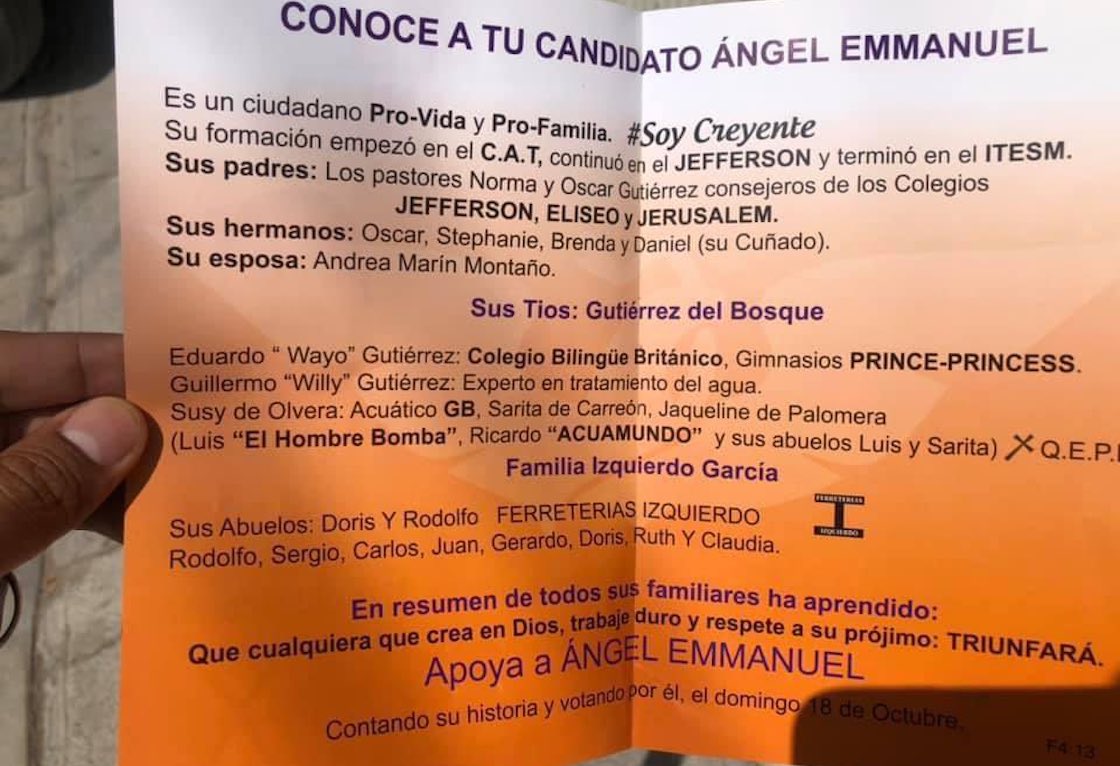 CONOCE A TU CANDIDATO ÁNGEL EMMANUEL
Es un ciudadano Pro-Vida y Pro-Familia. #Soy Creyente
Su formación empezó en el C.A.T, continuó en el JEFFERSON y terminó en el ITESM.
Sus padres: Los pastores Norma y Oscar Gutiérrez consejeros de los Colegios
JEFFERSON, ELISEO y JERUSALEM.
Sus hermanos: Oscar, Stephanie, Brenda y Daniel (su Cuñado).
Su esposa: Andrea Marín Montaño.
Sus Tios: Gutiérrez del Bosque
Eduardo “ Wayo” Gutiérrez: Colegio Bilingüe Británico, Gimnasios PRINCE-PRINCESS.
Guillermo “Willy” Gutiérrez: Experto en tratamiento del agua.
Susy de Olvera: Acuático GB, Sarita de Carreón, Jaqueline de Palomera
(Luis “El Hombre Bomba”, Ricardo “ACUAMUNDO” y sus abuelos Luis y Sarita) Q.E.P.
Familia Izquierdo García
Sus Abuelos: Doris Y Rodolfo FERRETERIAS IZQUIERDO
FERRETERIAS
IZQUIERDO
Rodolfo, Sergio, Carlos, Juan, Gerardo, Doris, Ruth Y Claudia.
En resumen de todos sus familiares ha aprendido:
Que cualquiera que crea en Dios, trabaje duro y respete a su prójimo: TRIUNFARÁ.
Apoya a ÁNGEL EMMANUEL
Contando su historia y votando por él, el domingo 18 de Octubre.
F4.13